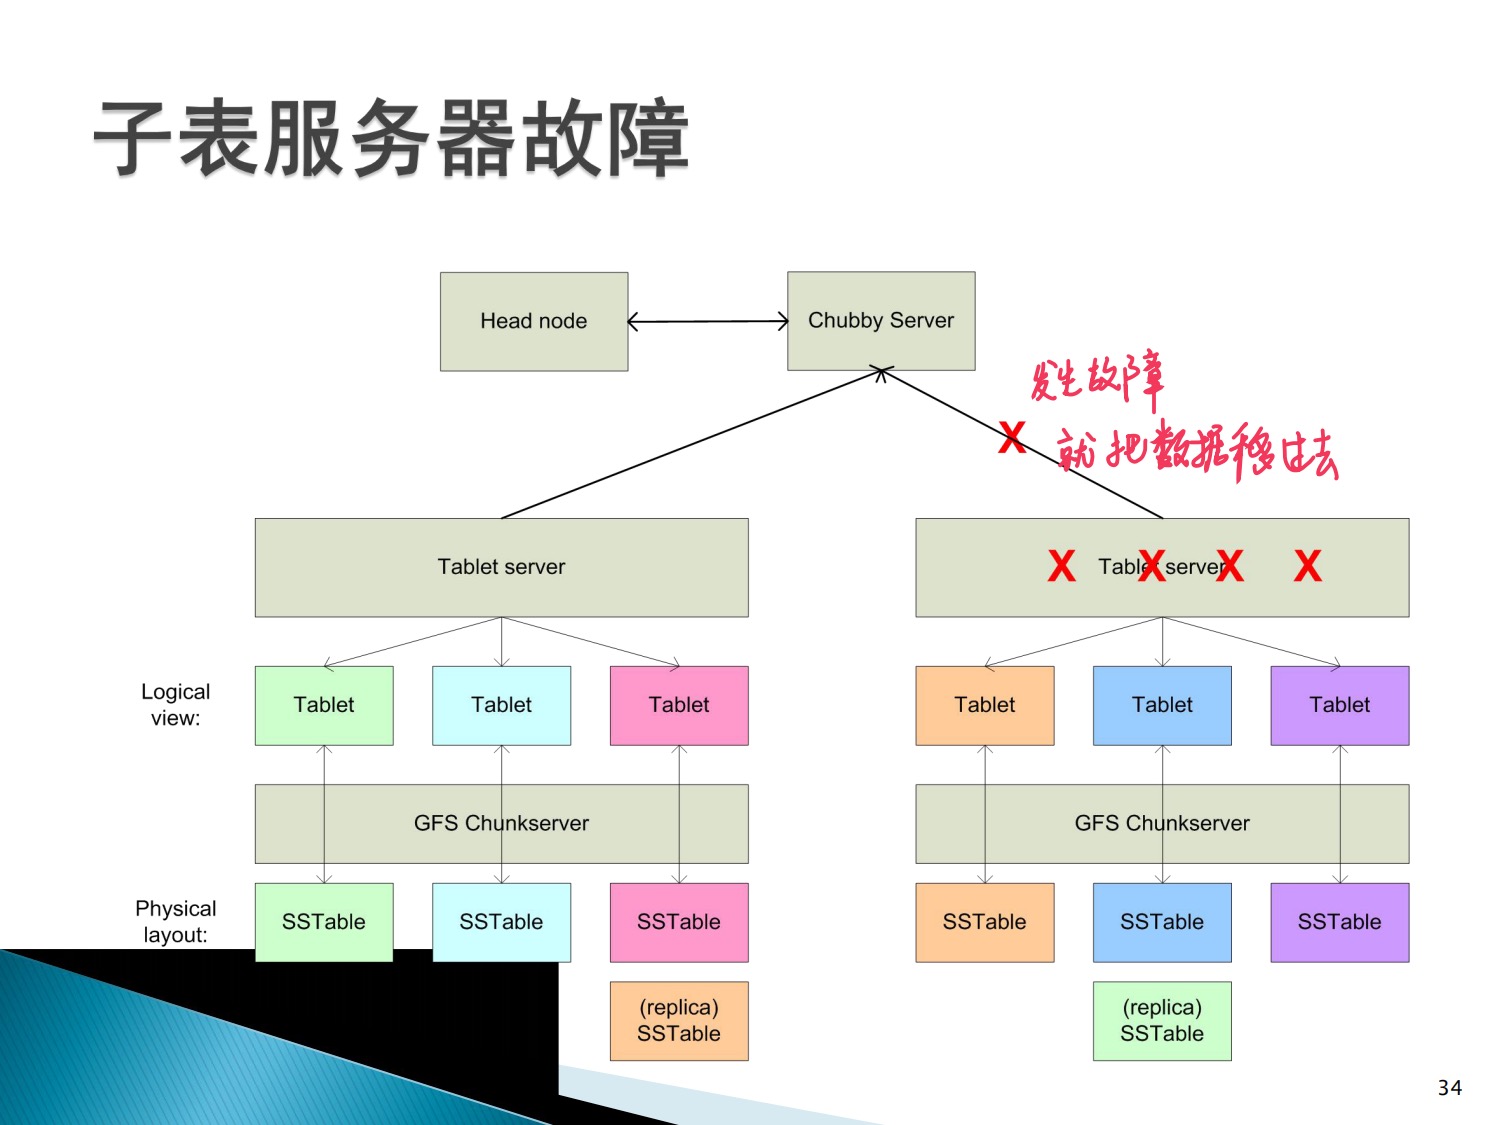 子表服务器故障
Head node
Chubby Server
发生故障
X
就把数据移过去
Tablet server
Tablet server
X X X X
Logical
view:
Tablet
Tablet
Tablet
Tablet
Tablet
Tablet
GFS Chunkserver
GFS Chunkserver
Physical
layout:
SSTable
SSTable
SSTable
SSTable
SSTable
SSTable
(replica)
SSTable
(replica)
SSTable
34